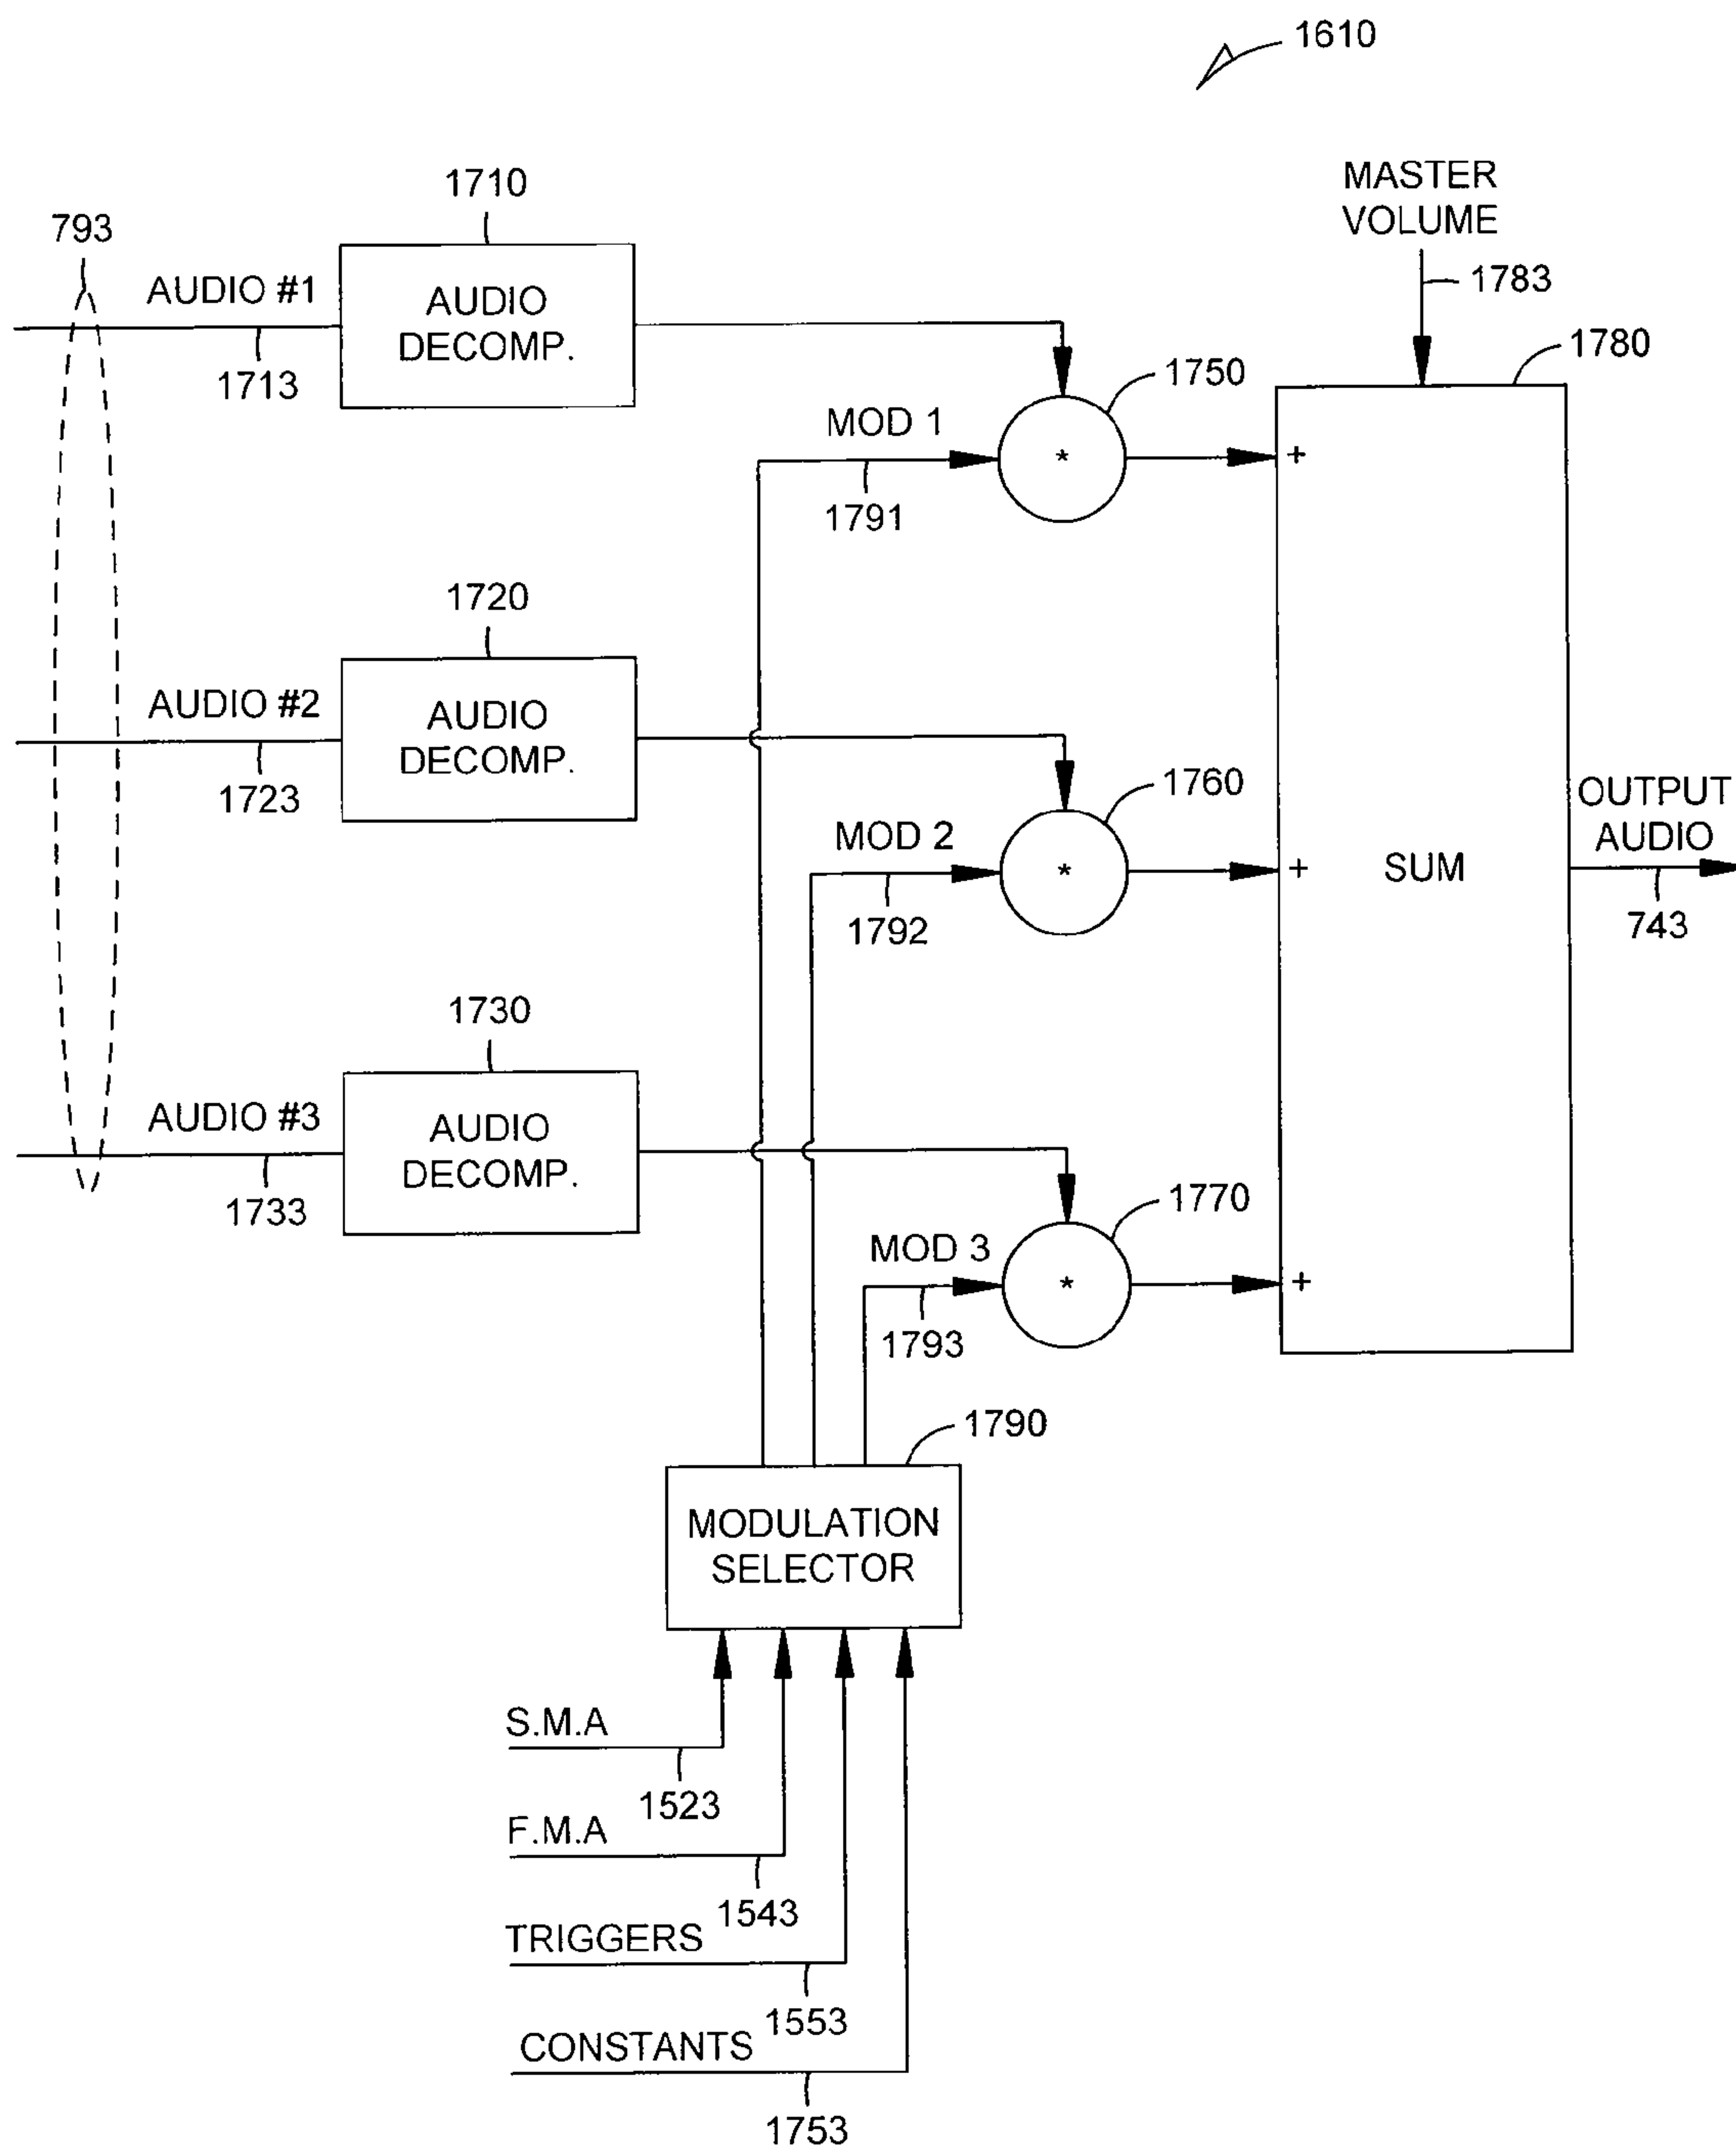 1610
MASTER
VOLUME
1783
1710
793
AUDIO #1
1713
AUDIO
DECOMP.
1780
1750
MOD 1
*
+
1791
1720
AUDIO #2
1723
AUDIO
DECOMP.
1760
MOD 2
*
+
1792
SUM
OUTPUT
AUDIO
743
1730
AUDIO #3
1733
AUDIO
DECOMP.
1770
MOD 3
*
+
1793
1790
MODULATION
SELECTOR
S.M.A
1523
F.M.A
1543
TRIGGERS
1553
CONSTANTS
1753